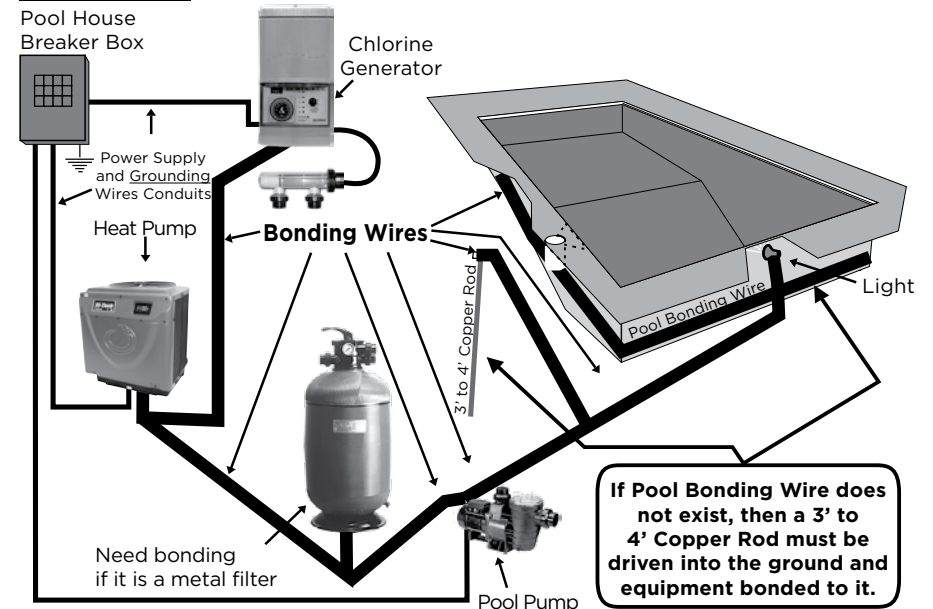 Pool House
Breaker Box
Chlorine
Generator
Power Supply
and Grounding
Wires Conduits
Heat Pump
Bonding Wires
3' to 4' Copper Rod
Pool Bonding Wire
Light
Need bonding
if it is a metal filter
Pool Pump
If Pool Bonding Wire does
not exist, then a 3’ to
4’ Copper Rod must be
driven into the ground and
equipment bonded to it.